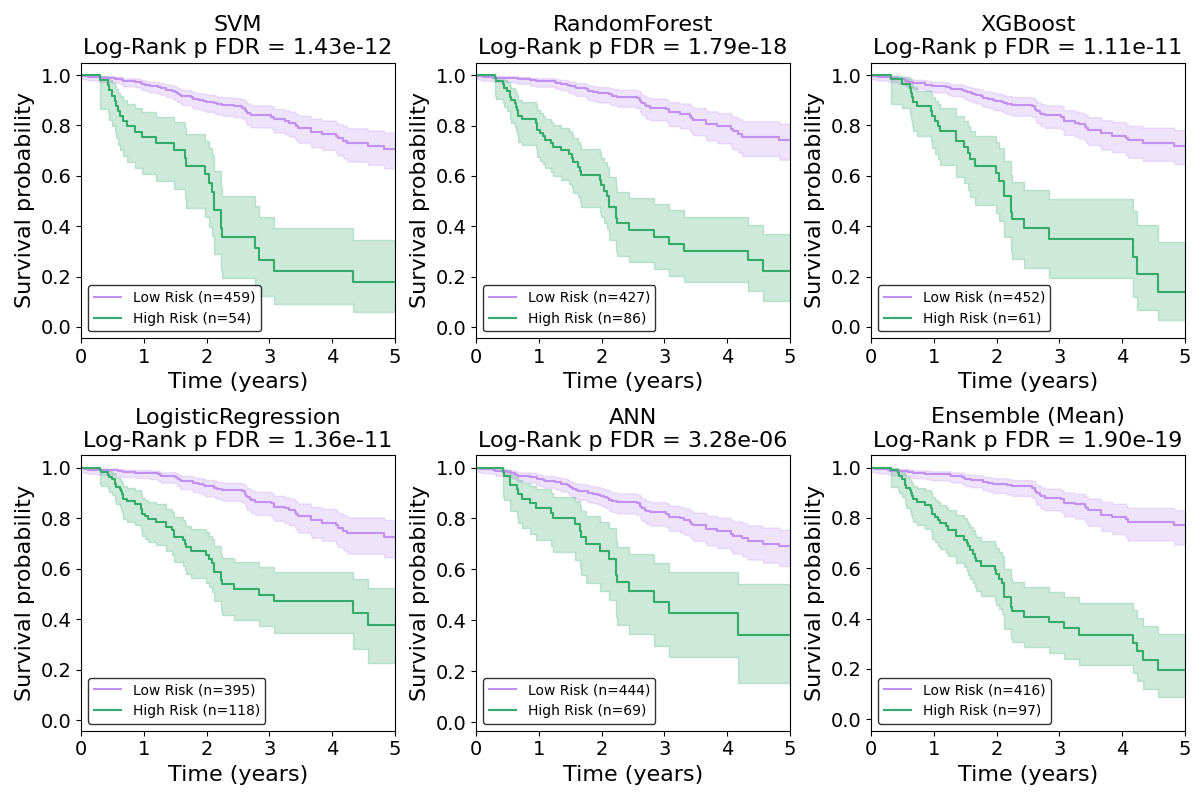 SVM
Log-Rank p FDR = 1.43e-12
Survival probability
1.0
0.8
0.6
0.4
0.2
0.0
Low Risk (n=459)
High Risk (n=54)
0 1 2 3 4 5
Time (years)
RandomForest
Log-Rank p FDR = 1.79e-18
Survival probability
1.0
0.8
0.6
0.4
0.2
0.0
Low Risk (n=427)
High Risk (n=86)
0 1 2 3 4 5
Time (years)
XGBoost
Log-Rank p FDR = 1.11e-11
Survival probability
1.0
0.8
0.6
0.4
0.2
0.0
Low Risk (n=452)
High Risk (n=61)
0 1 2 3 4 5
Time (years)
LogisticRegression
Log-Rank p FDR = 1.36e-11
Survival probability
1.0
0.8
0.6
0.4
0.2
0.0
Low Risk (n=395)
High Risk (n=118)
0 1 2 3 4 5
Time (years)
ANN
Log-Rank p FDR = 3.28e-06
Survival probability
1.0
0.8
0.6
0.4
0.2
0.0
Low Risk (n=444)
High Risk (n=69)
0 1 2 3 4 5
Time (years)
Ensemble (Mean)
Log-Rank p FDR = 1.90e-19
Survival probability
1.0
0.8
0.6
0.4
0.2
0.0
Low Risk (n=416)
High Risk (n=97)
0 1 2 3 4 5
Time (years)